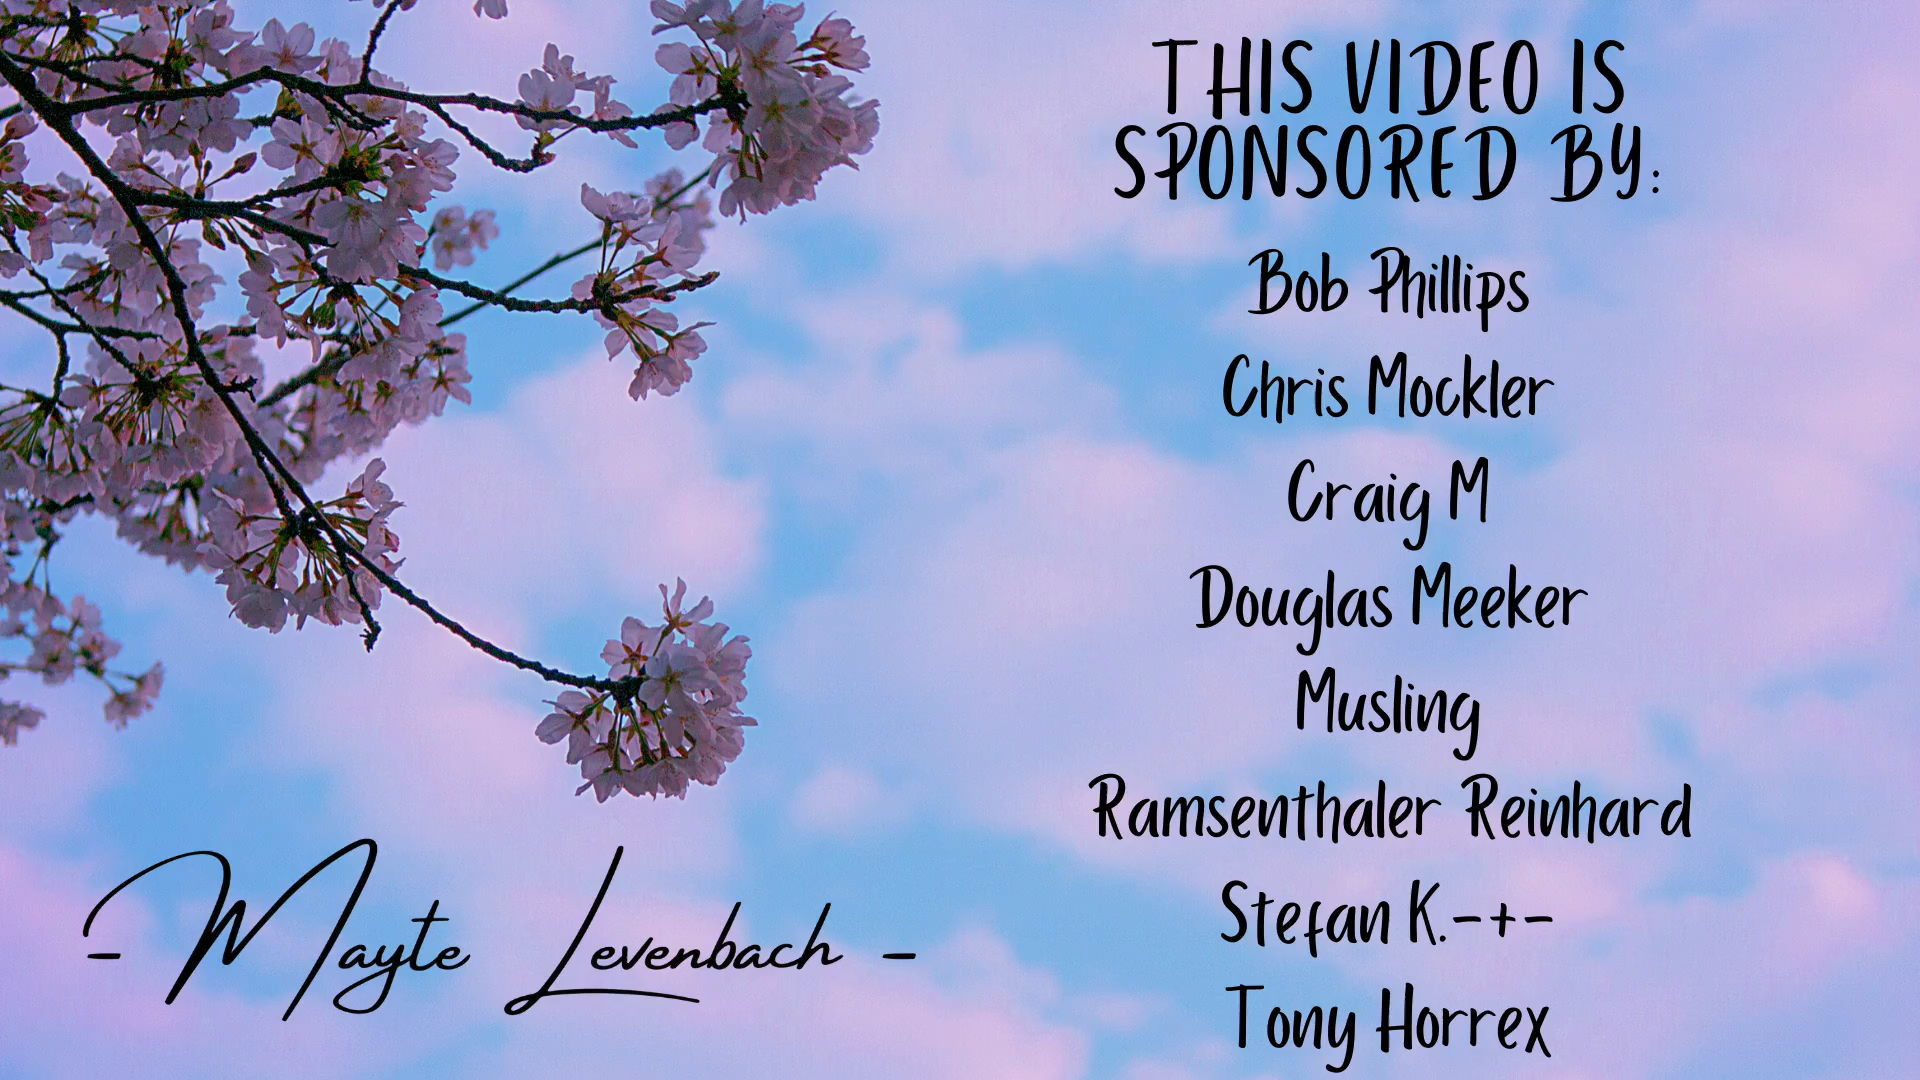 THIS VIDEO IS
SPONSORED BY:
Bob Phillips
Chris Mockler
Craig M
Douglas Meeker
Musling
Ramsenthaler Reinhard
Stefan K.-+-
Tony Horrex
- Mayte Levenbach -